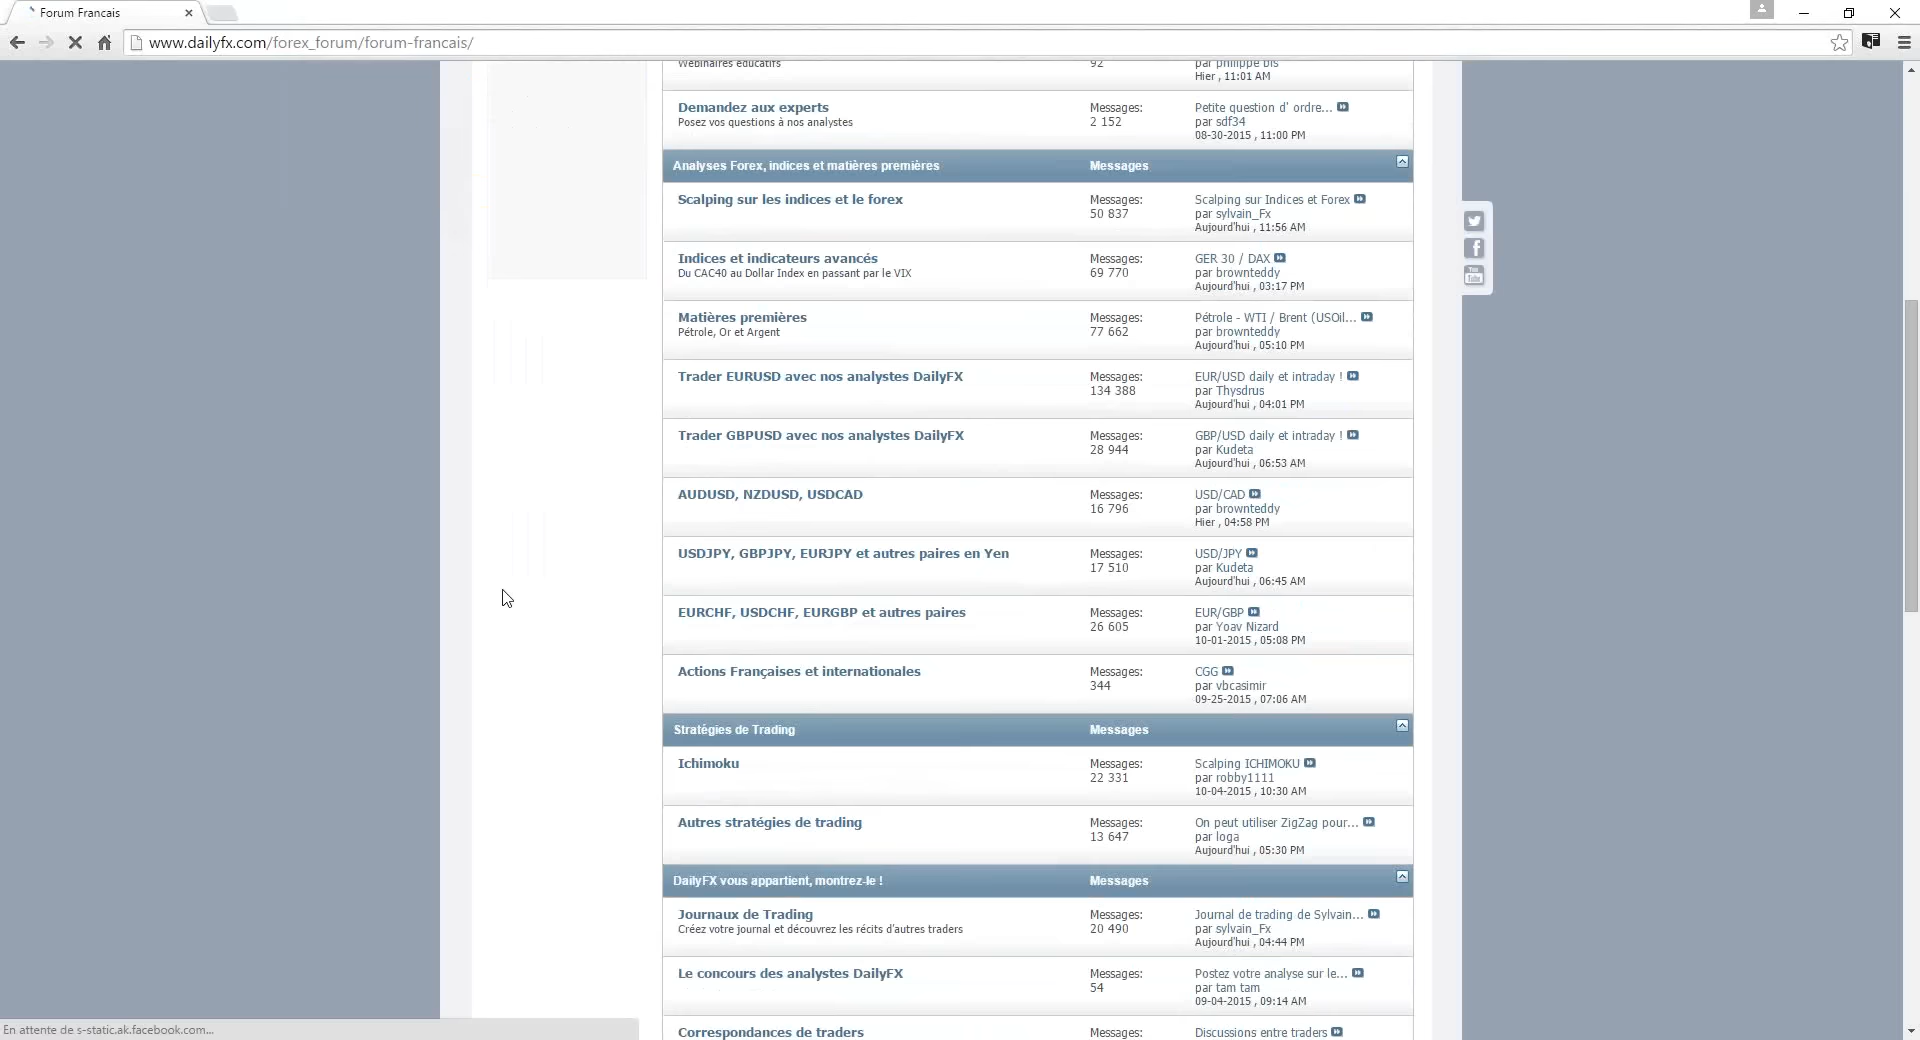 Forum Francais
www.dailyfx.com/forex_forum/forum-francais/
Webinaires éducatifs
92
par philippe bis
Hier , 11:01 AM
Demandez aux experts
Posez vos questions à nos analystes
Messages:
2 152
Petite question d' ordre...
par sdf34
08-30-2015 , 11:00 PM
Analyses Forex, indices et matières premières
Messages
Scalping sur les indices et le forex
Messages:
50 837
Scalping sur Indices et Forex
par sylvain_Fx
Aujourd'hui , 11:56 AM
Indices et indicateurs avancés
Du CAC40 au Dollar Index en passant par le VIX
Messages:
69 770
GER 30 / DAX
par brownteddy
Aujourd'hui , 03:17 PM
Matières premières
Pétrole, Or et Argent
Messages:
77 662
Pétrole - WTI / Brent (USOil...
par brownteddy
Aujourd'hui , 05:10 PM
Trader EURUSD avec nos analystes DailyFX
Messages:
134 388
EUR/USD daily et intraday !
par Thysdrus
Aujourd'hui , 04:01 PM
Trader GBPUSD avec nos analystes DailyFX
Messages:
28 944
GBP/USD daily et intraday !
par Kudeta
Aujourd'hui , 06:53 AM
AUDUSD, NZDUSD, USDCAD
Messages:
16 796
USD/CAD
par brownteddy
Hier , 04:58 PM
USDJPY, GBPJPY, EURJPY et autres paires en Yen
Messages:
17 510
USD/JPY
par Kudeta
Aujourd'hui , 06:45 AM
EURCHF, USDCHF, EURGBP et autres paires
Messages:
26 605
EUR/GBP
par Yoav Nizard
10-01-2015 , 05:08 PM
Actions Françaises et internationales
Messages:
344
CGG
par vbcasimir
09-25-2015 , 07:06 AM
Stratégies de Trading
Messages
Ichimoku
Messages:
22 331
Scalping ICHIMOKU
par robby1111
10-04-2015 , 10:30 AM
Autres stratégies de trading
Messages:
13 647
On peut utiliser ZigZag pour...
par loga
Aujourd'hui , 05:30 PM
DailyFX vous appartient, montrez-le !
Messages
Journaux de Trading
Créez votre journal et découvrez les récits d'autres traders
Messages:
20 490
Journal de trading de Sylvain...
par sylvain_Fx
Aujourd'hui , 04:44 PM
Le concours des analystes DailyFX
Messages:
54
Postez votre analyse sur le...
par tam tam
09-04-2015 , 09:14 AM
Correspondances de traders
Messages:
Discussions entre traders
You Tube
En attente de s-static.ak.facebook.com...